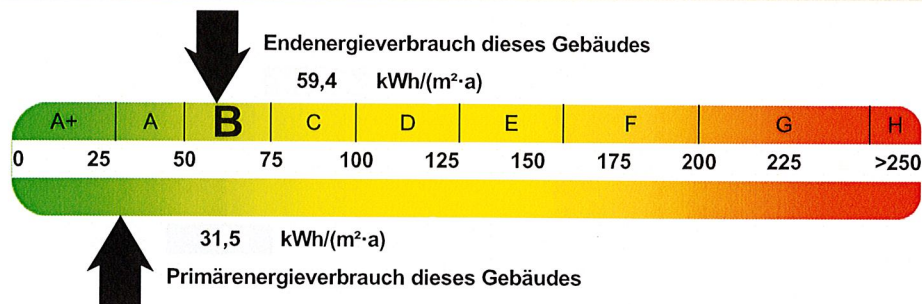 Endenergieverbrauch dieses Gebäudes
59,4 kWh/(m²·a)
A+ A B C D E F G H
0 25 50 75 100 125 150 175 200 225 >250
31,5 kWh/(m²·a)
Primärenergieverbrauch dieses Gebäudes